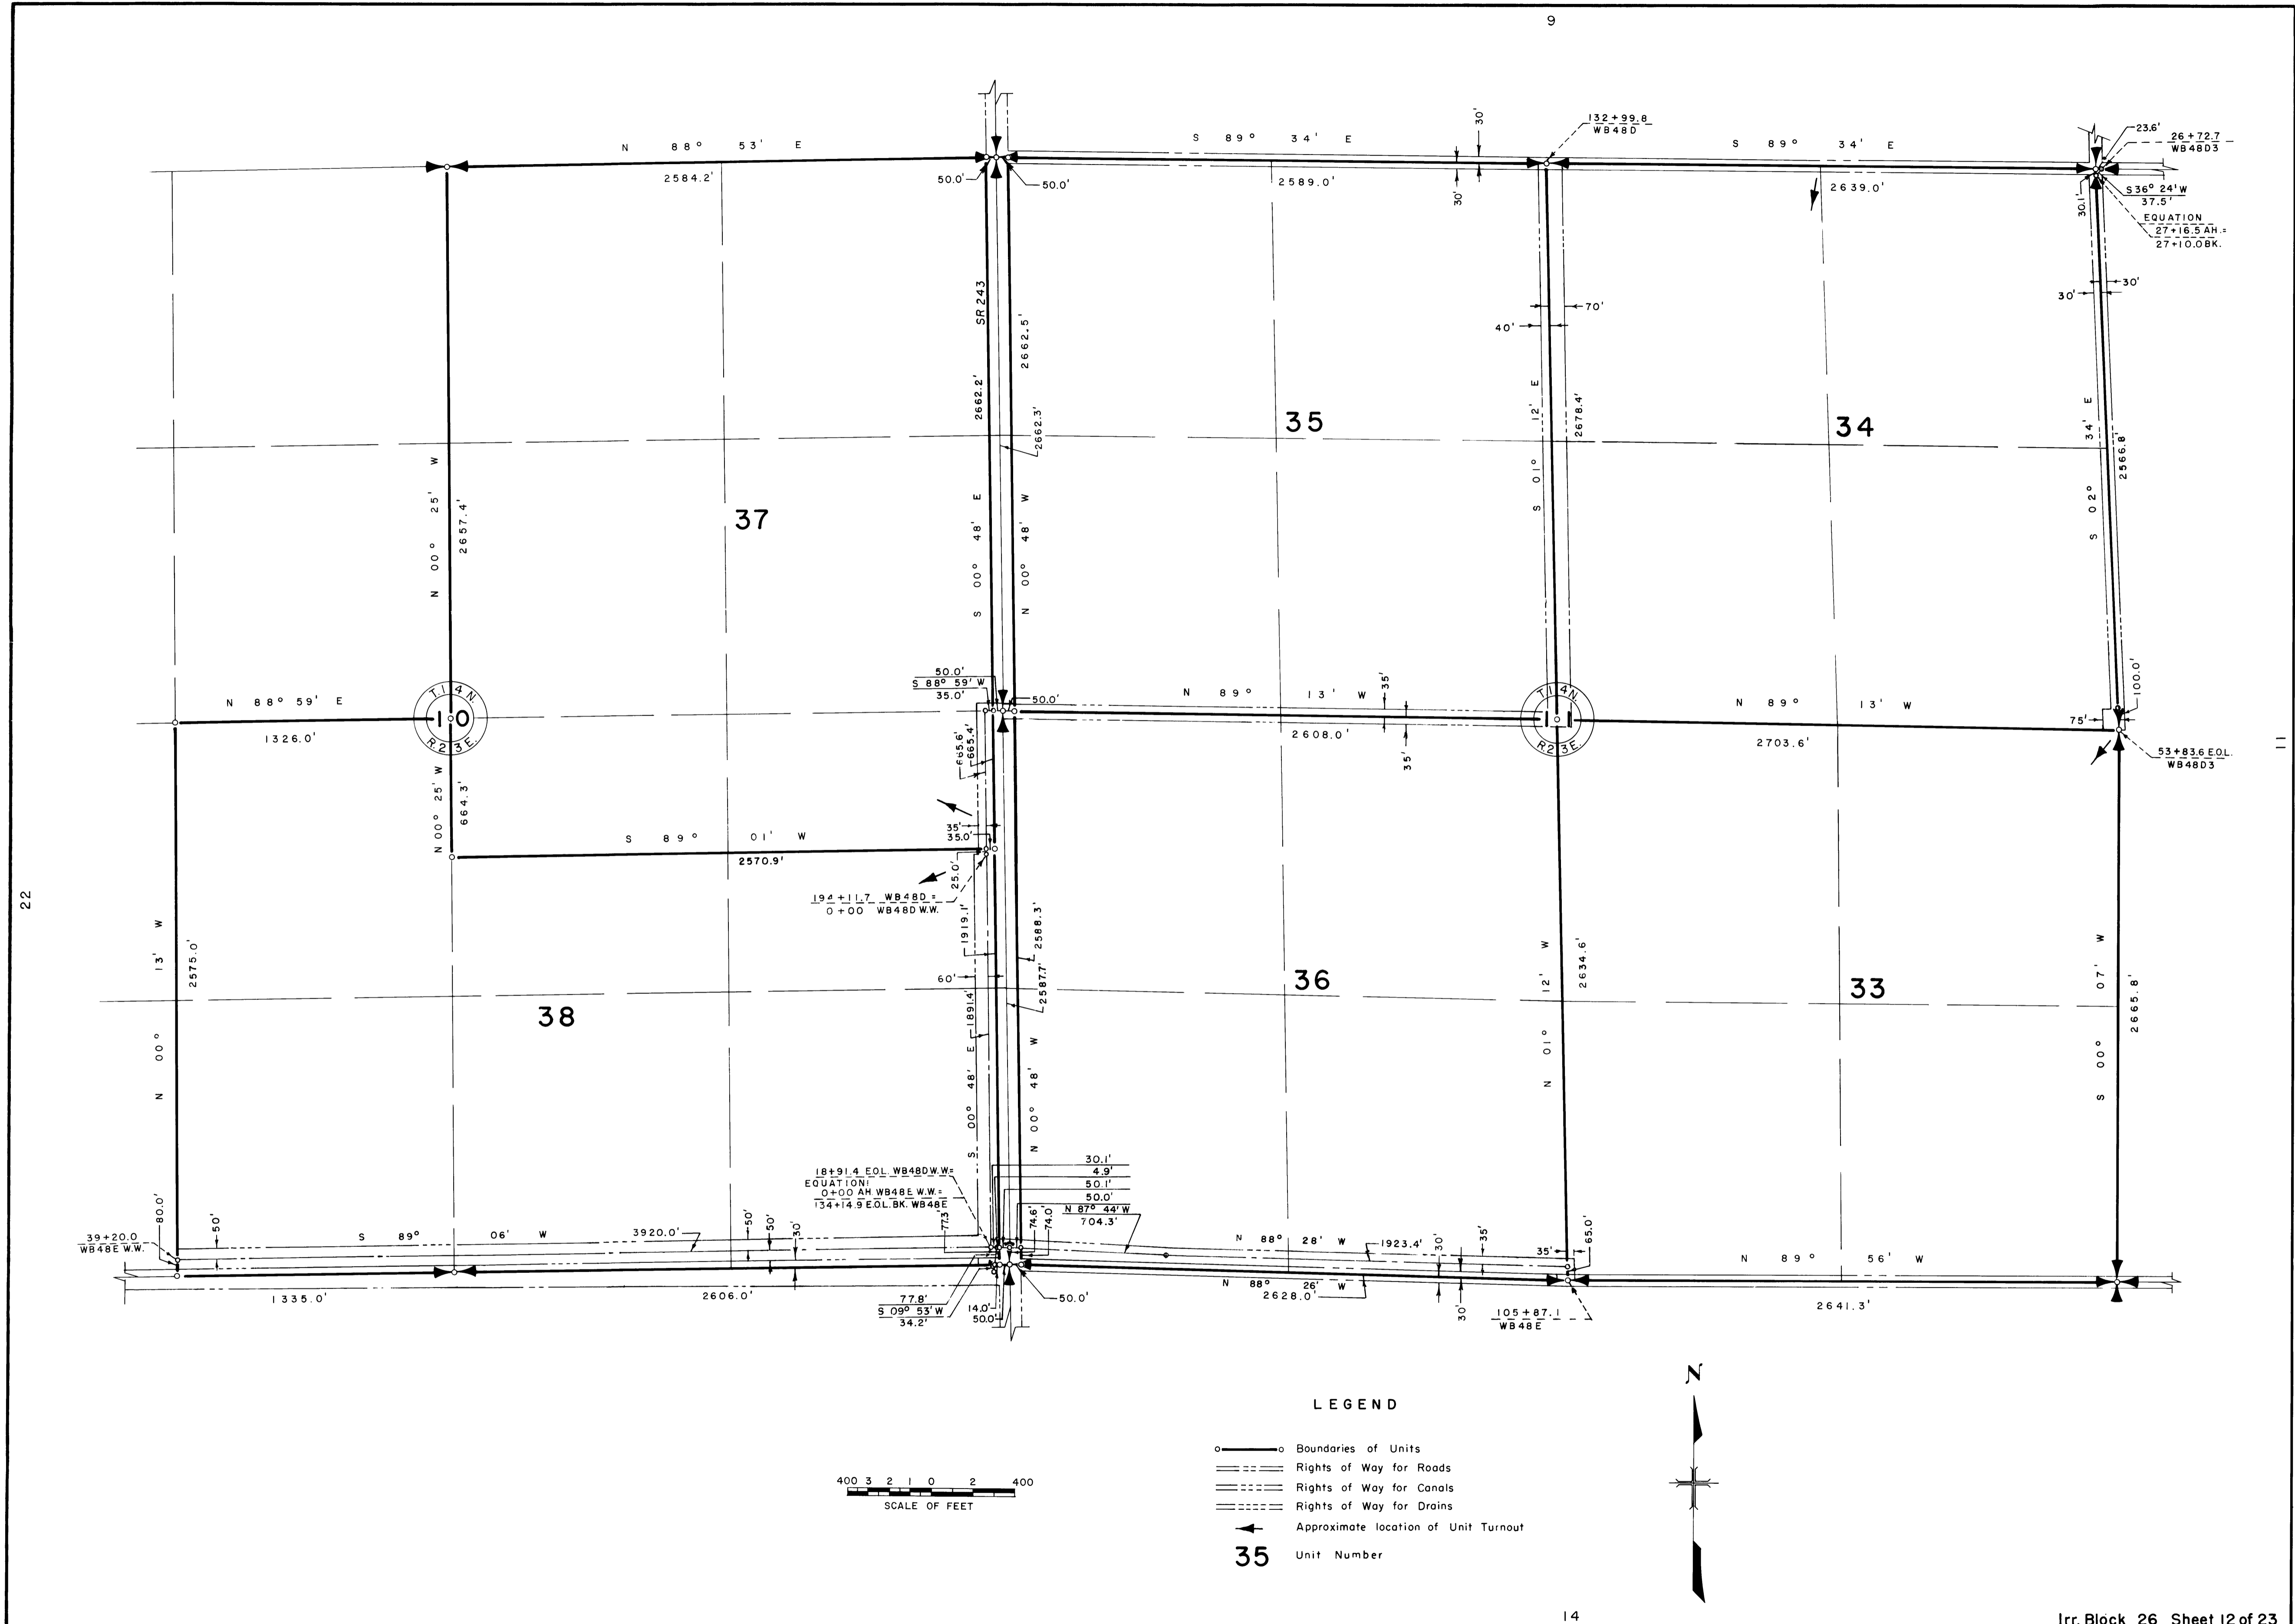 9
N 88° 53' E
2584.2'
50.0'
50.0'
S 89° 34' E
2589.0'
30'
30'
132+99.8
WB48D
S 89° 34' E
2639.0'
23.6'
26+72.7
WB48D3
S 36° 24' W
37.5'
30.1'
EQUATION
27+16.5 AH.=
27+10.0 BK.
30'
30'
SR 243
2662.2'
2662.5'
2662.3'
S 00° 48' E
N 00° 48' W
40'
70'
S 01° 12' E
2678.4'
S 02° 34' E
2566.8'
35
34
37
N 00° 25' W
2657.4'
N 88° 59' E
1326.0'
T.14N.
10
R23E.
50.0'
S 88° 59' W
35.0'
50.0'
N 89° 13' W
2608.0'
35'
35'
T.14N.
11
R23E.
N 89° 13' W
2703.6'
75'
100.0'
53+83.6 E.O.L.
WB48D3
11
22
N 00° 25' W
664.3'
665.6'
665.4'
35'
35.0'
25.0'
S 89° 01' W
2570.9'
194+11.7 WB48D =
0+00 WB48D W.W.
N 00° 13' W
2575.0'
1919.1'
2588.3'
2587.7'
60'
1891.4'
S 00° 48' E
N 00° 48' W
N 01° 12' W
2634.6'
S 00° 07' W
2665.8'
38
36
33
18+91.4 E.O.L. WB48D W.W.=
EQUATION:
0+00 AH. WB48E W.W.=
134+14.9 E.O.L. BK. WB48E
30.1'
4.9'
50.1'
50.0'
N 87° 44' W
704.3'
77.3'
74.6'
74.0'
39+20.0
WB48E W.W.
80.0'
50'
S 89° 06' W
3920.0'
50'
50'
30'
1335.0'
2606.0'
77.8'
S 09° 53' W
34.2'
14.0'
50.0'
50.0'
N 88° 28' W
1923.4'
30'
35'
35'
65.0'
N 88° 26' W
2628.0'
30'
105+87.1
WB48E
N 89° 56' W
2641.3'
N
LEGEND
Boundaries of Units
Rights of Way for Roads
Rights of Way for Canals
Rights of Way for Drains
Approximate location of Unit Turnout
35 Unit Number
400 3 2 1 0 2 400
SCALE OF FEET
14
Irr. Block 26 Sheet 12 of 23